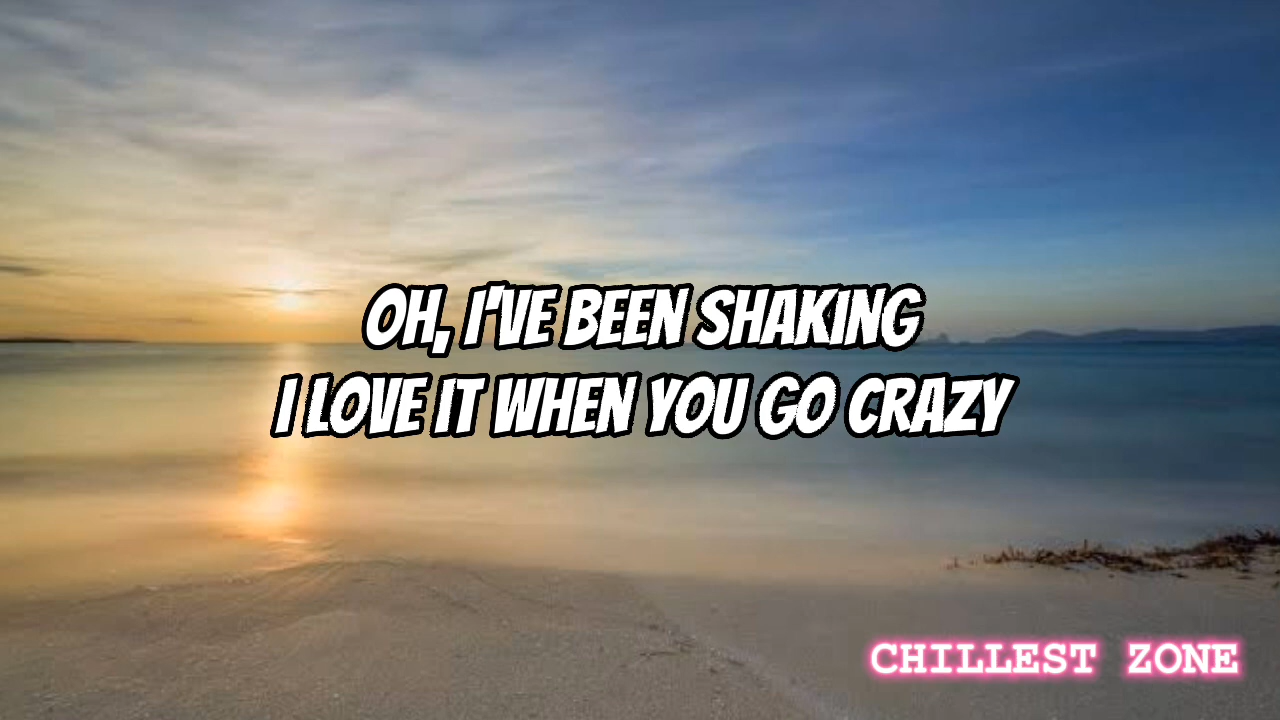 OH, I'VE BEEN SHAKING
I LOVE IT WHEN YOU GO CRAZY
CHILLEST ZONE